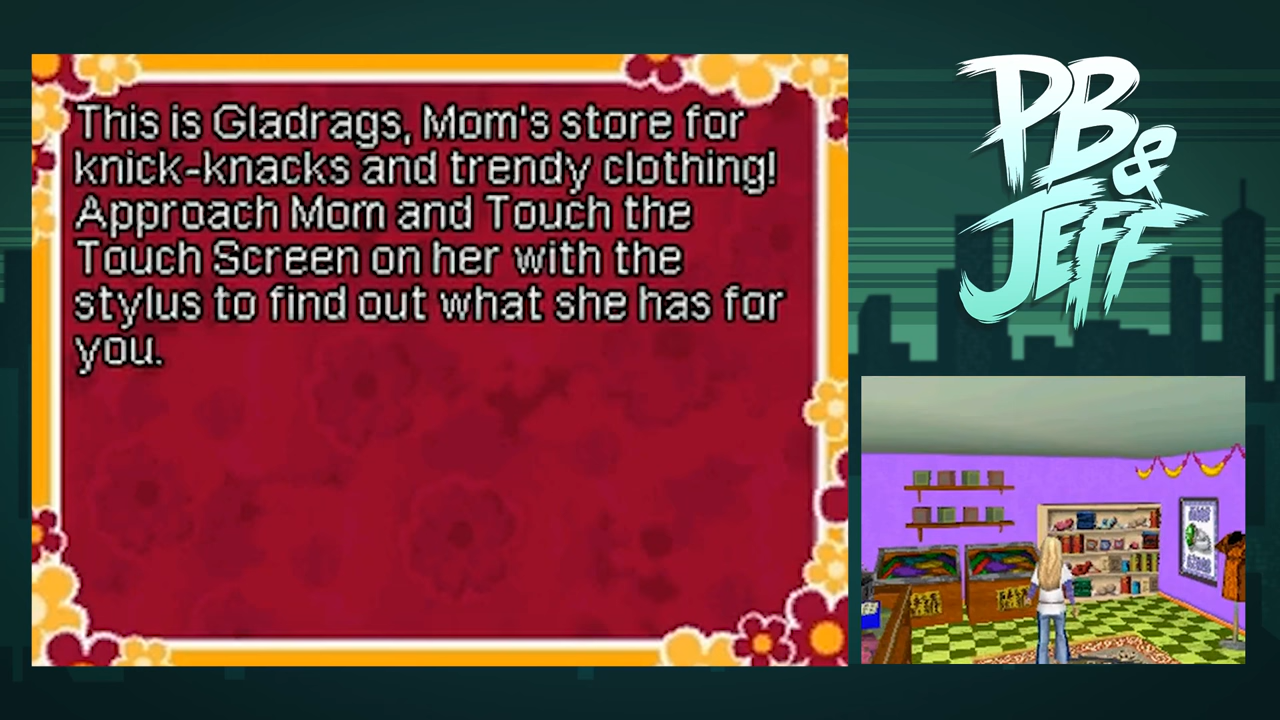 This is Gladrags, Mom's store for
knick-knacks and trendy clothing!
Approach Mom and Touch the
Touch Screen on her with the
stylus to find out what she has for
you.
PB
&
JEFF